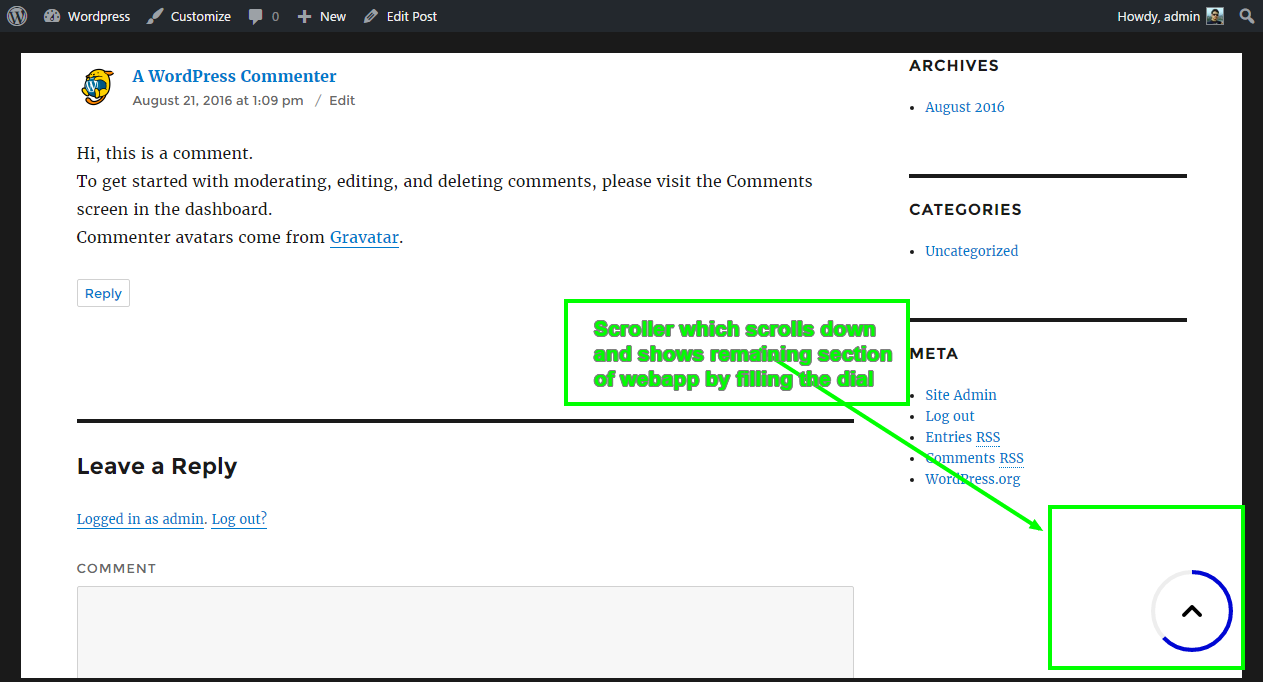 Wordpress Customize 0 New Edit Post Howdy, admin
A WordPress Commenter
August 21, 2016 at 1:09 pm / Edit
Hi, this is a comment.
To get started with moderating, editing, and deleting comments, please visit the Comments
screen in the dashboard.
Commenter avatars come from Gravatar.
Reply
Scroller which scrolls down
and shows remaining section
of webapp by filling the dial
Leave a Reply
Logged in as admin. Log out?
COMMENT
ARCHIVES
August 2016
CATEGORIES
Uncategorized
META
Site Admin
Log out
Entries RSS
Comments RSS
WordPress.org